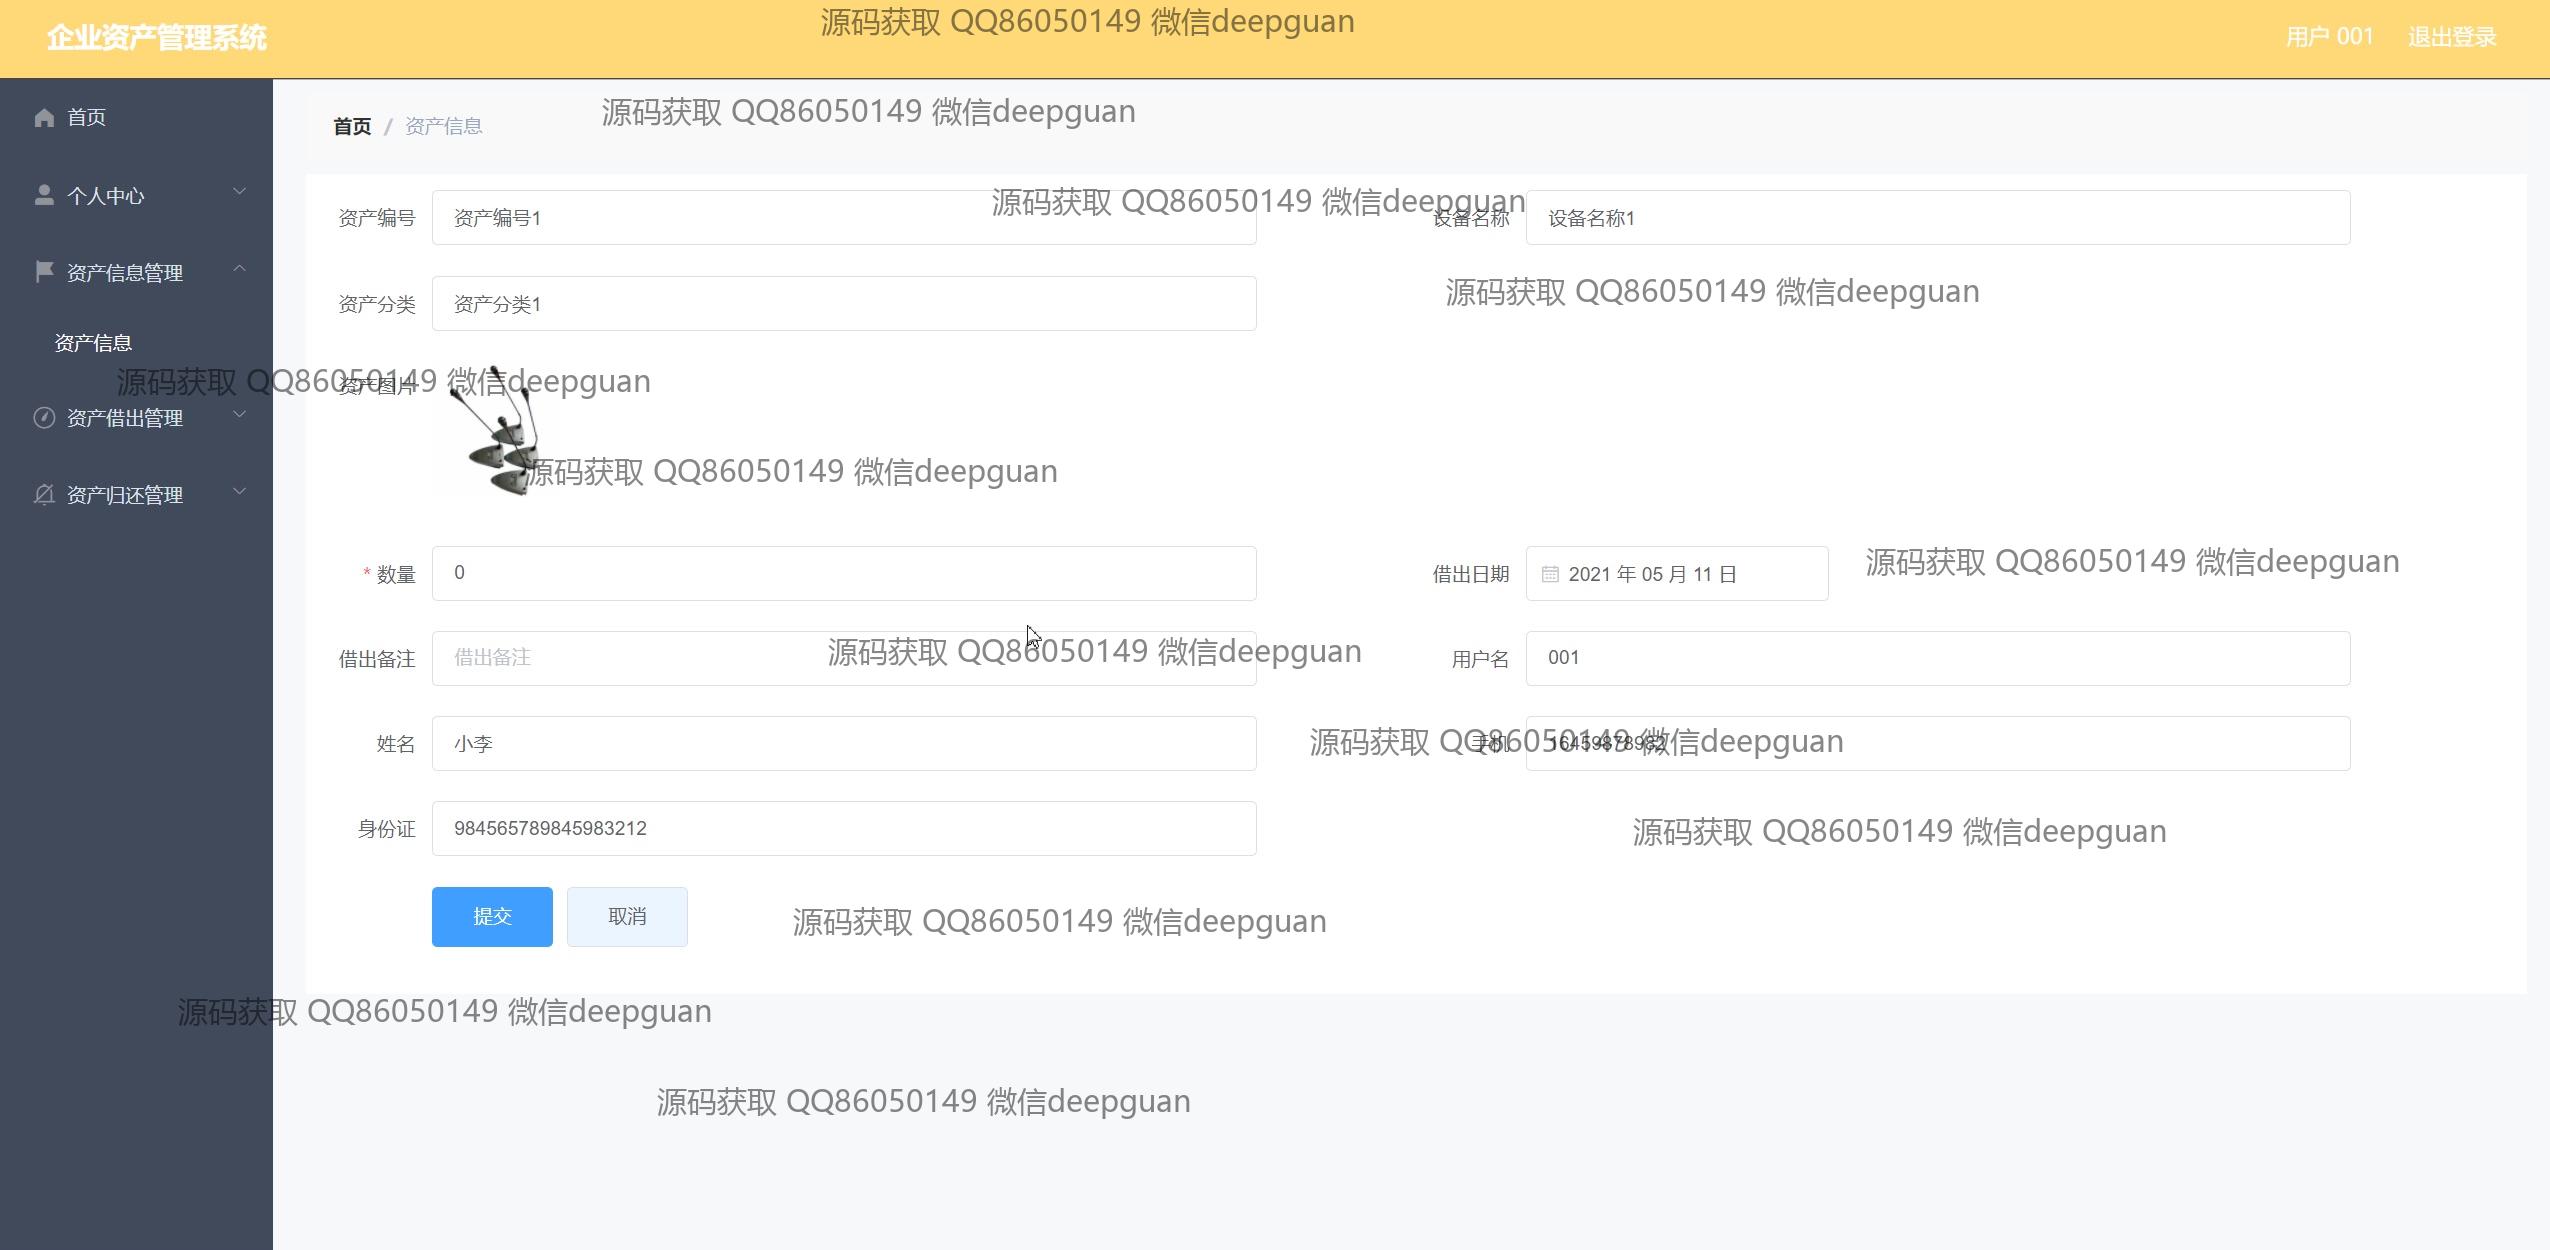 企业资产管理系统
源码获取 QQ86050149 微信deepguan
用户 001 退出登录
首页
首页 / 资产信息
源码获取 QQ86050149 微信deepguan
个人中心
资产编号 资产编号1
源码获取 QQ86050149 微信deepguan
设备名称 设备名称1
资产信息管理
资产分类 资产分类1
源码获取 QQ86050149 微信deepguan
资产信息
源码获取 QQ86050149 微信deepguan
资产图片
资产借出管理
源码获取 QQ86050149 微信deepguan
资产归还管理
* 数量 0
借出日期 2021 年 05 月 11 日
源码获取 QQ86050149 微信deepguan
借出备注 借出备注
源码获取 QQ86050149 微信deepguan
用户名 001
姓名 小李
源码获取 QQ86050149 微信deepguan
手机 16459878982
身份证 984565789845983212
源码获取 QQ86050149 微信deepguan
提交 取消
源码获取 QQ86050149 微信deepguan
源码获取 QQ86050149 微信deepguan
源码获取 QQ86050149 微信deepguan